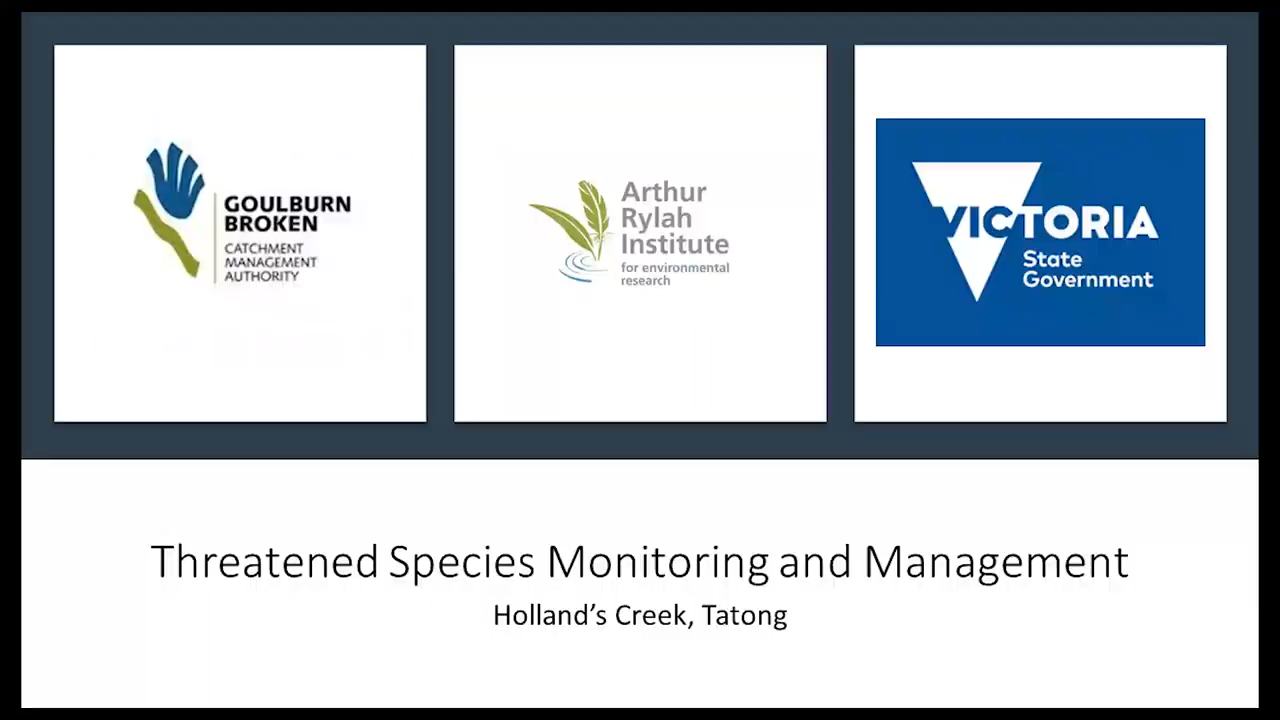 GOULBURN
BROKEN
CATCHMENT
MANAGEMENT
AUTHORITY
Arthur
Rylah
Institute
for environmental
research
VICTORIA
State
Government
Threatened Species Monitoring and Management
Holland's Creek, Tatong